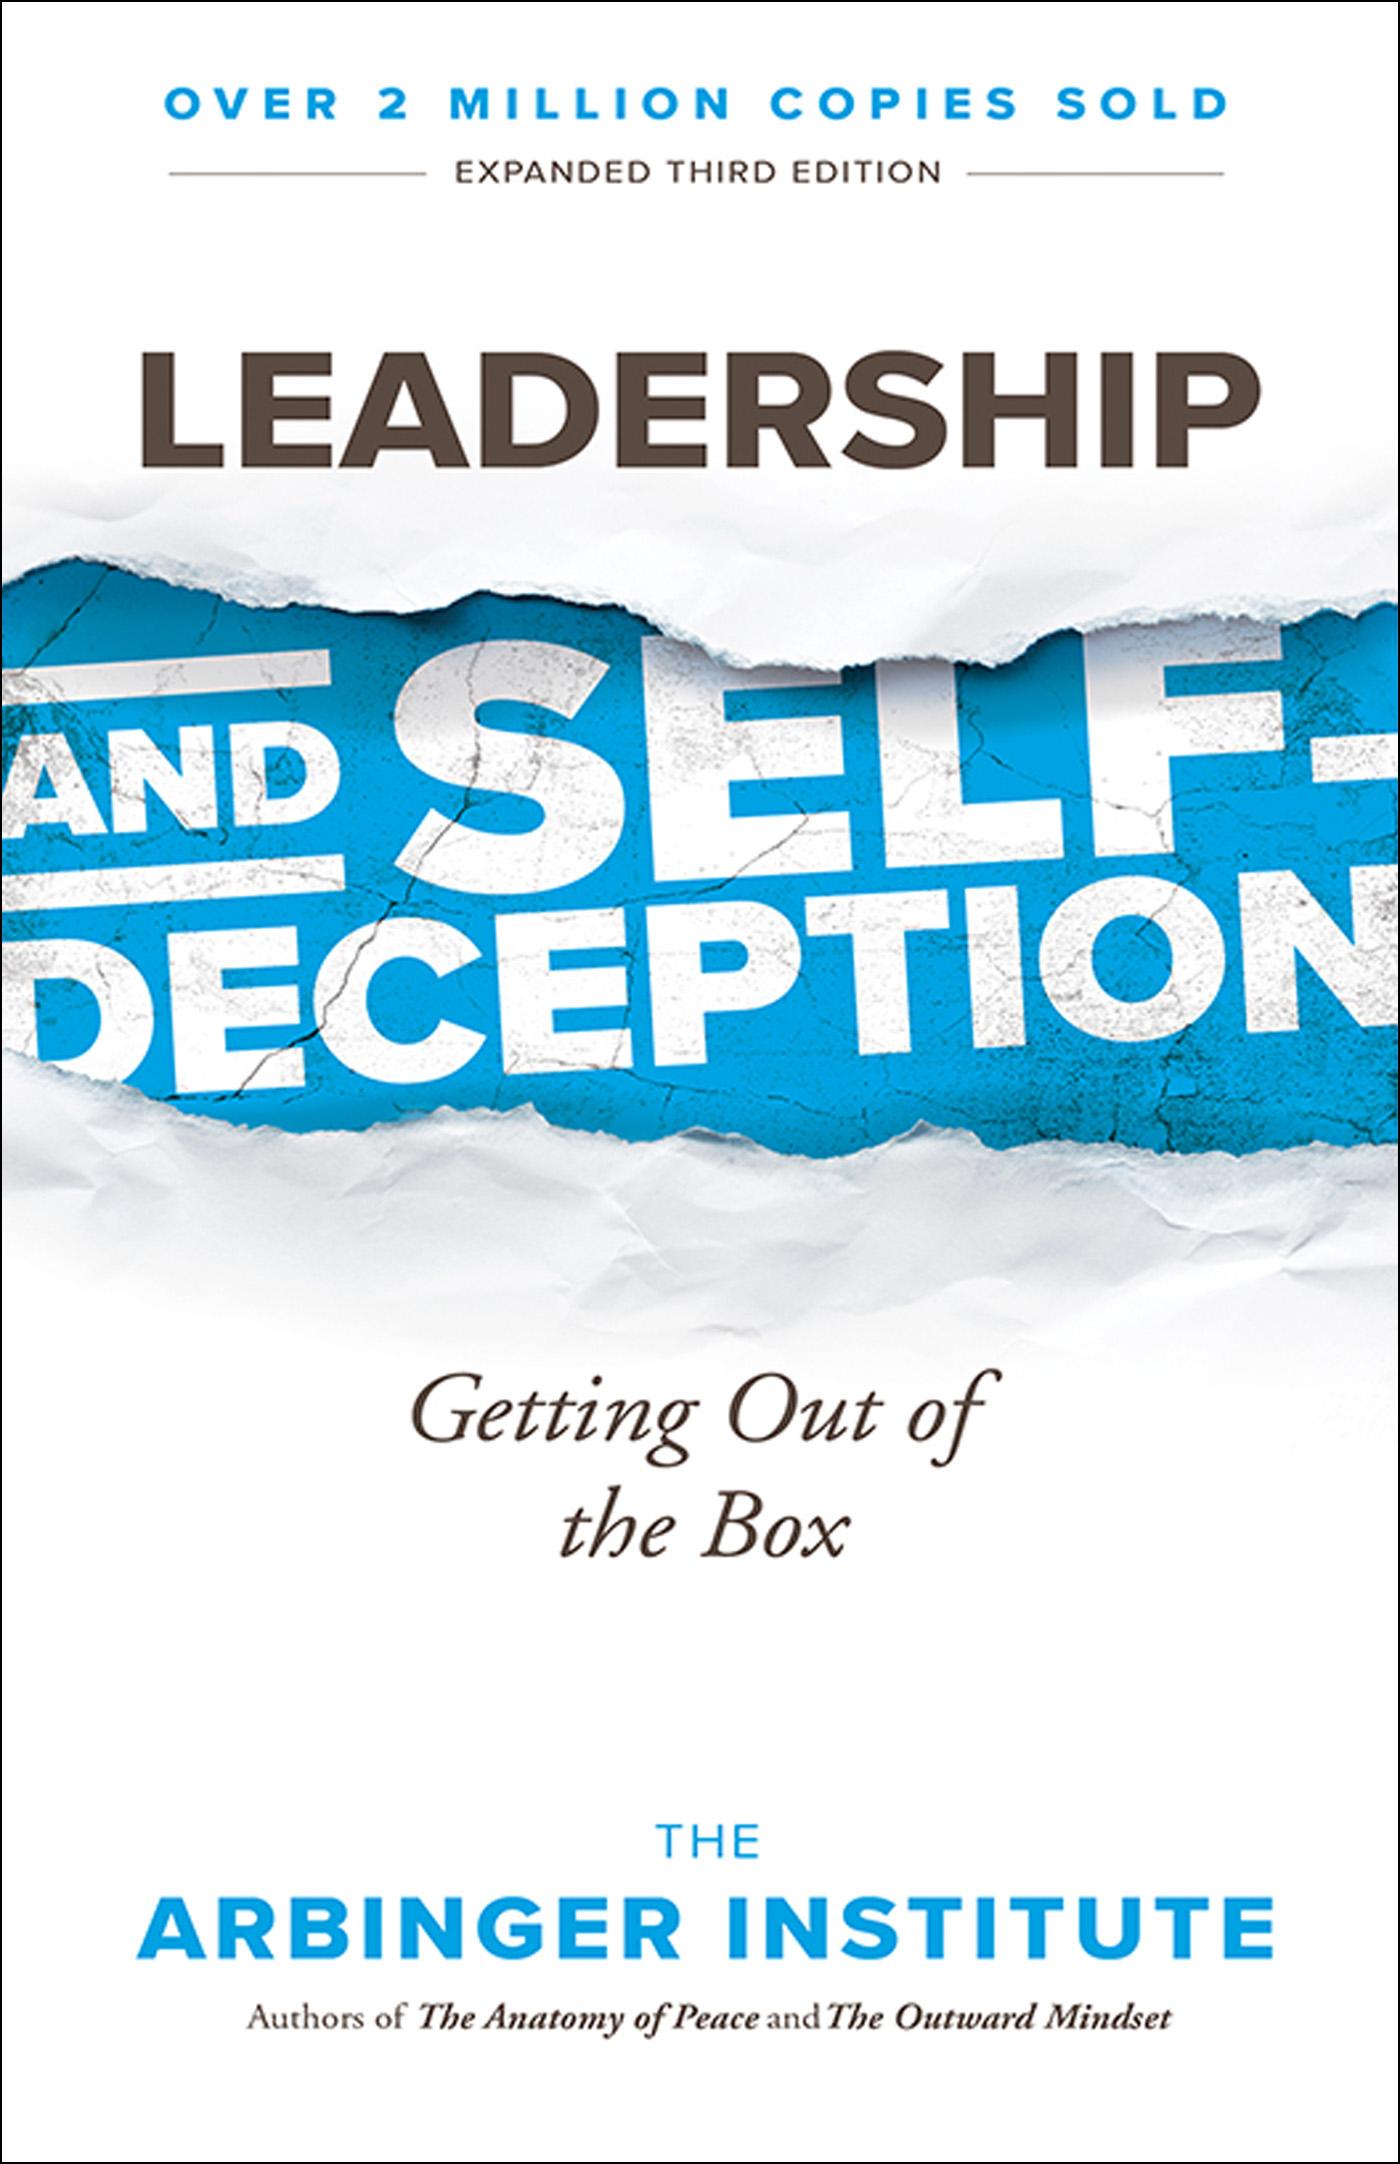 OVER 2 MILLION COPIES SOLD
EXPANDED THIRD EDITION
LEADERSHIP
AND SELF-
DECEPTION
Getting Out of
the Box
THE
ARBINGER INSTITUTE
Authors of The Anatomy of Peace and The Outward Mindset